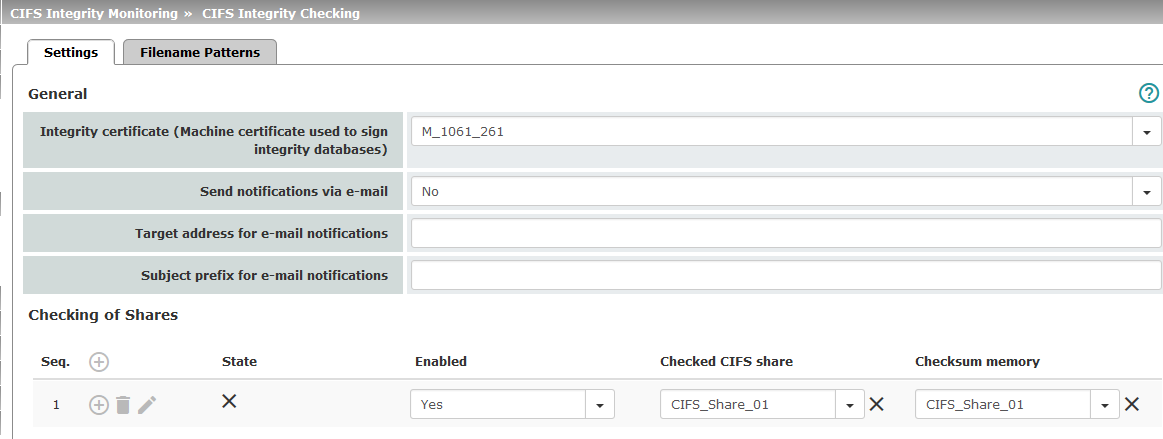 CIFS Integrity Monitoring » CIFS Integrity Checking
Settings
Filename Patterns
General
?
Integrity certificate (Machine certificate used to sign
integrity databases)
M_1061_261
Send notifications via e-mail
No
Target address for e-mail notifications
Subject prefix for e-mail notifications
Checking of Shares
Seq. State Enabled Checked CIFS share Checksum memory
1 Yes CIFS_Share_01 CIFS_Share_01